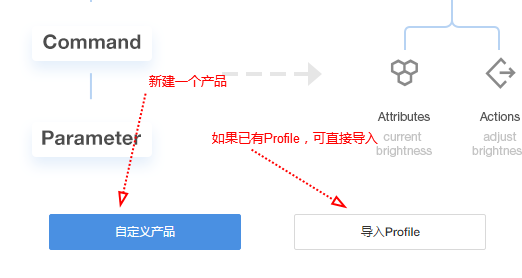 Command
新建一个产品
Attributes
Actions
Parameter
如果已有Profile，可直接导入
current
brightness
adjust
brightnes
自定义产品
导入Profile